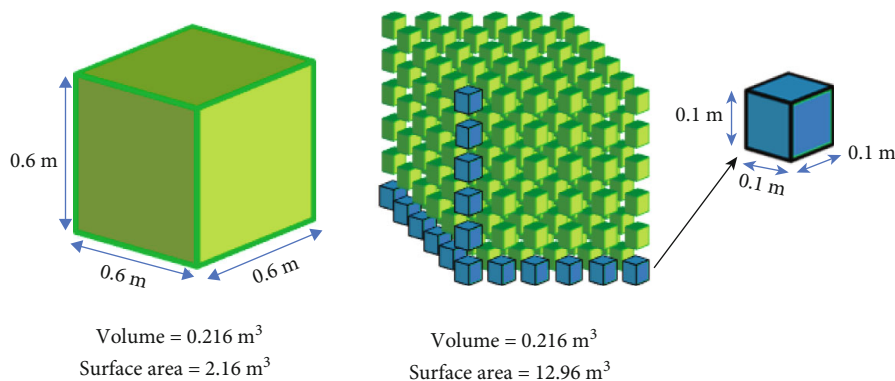 0.6 m
0.6 m
0.6 m
Volume = 0.216 m³
Surface area = 2.16 m³
Volume = 0.216 m³
Surface area = 12.96 m³
0.1 m
0.1 m
0.1 m